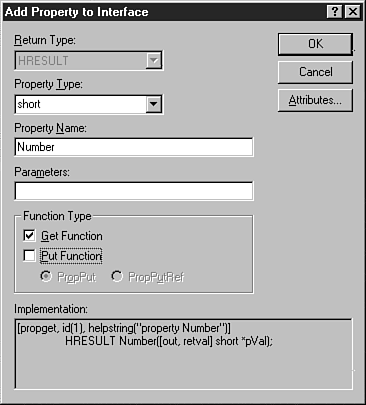 Add Property to Interface
Return Type:
HRESULT
OK
Cancel
Property Type:
short
Attributes...
Property Name:
Number
Parameters:
Function Type
Get Function
Put Function
PropPut
PropPutRef
Implementation:
[propget, id(1), helpstring("property Number")]
HRESULT Number([out, retval] short *pVal);